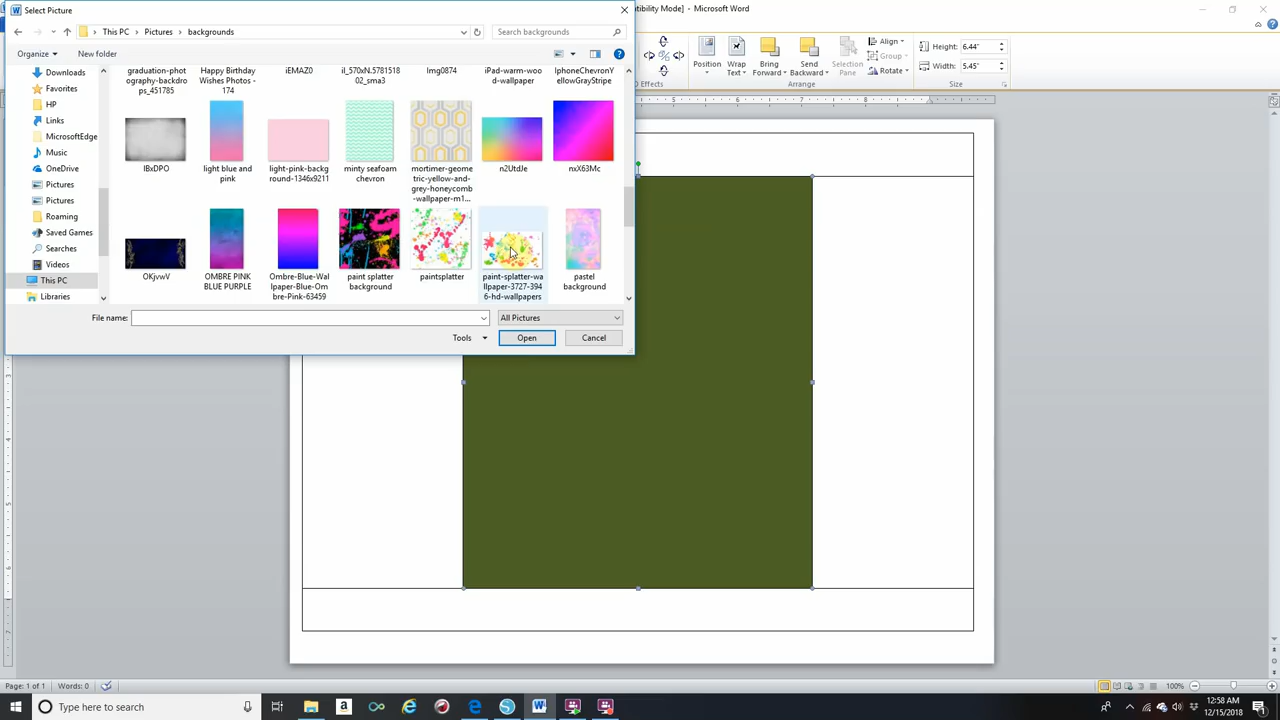 Select Picture
ibility Mode] - Microsoft Word
This PC
Pictures
backgrounds
Search backgrounds
Organize
New folder
Position
Wrap
Text
Bring
Forward
Send
Backward
Selection
Pane
Align
Group
Rotate
Height:
6.44"
Width:
5.45"
Arrange
Size
Downloads
Favorites
HP
Links
MicrosoftEdge
Music
OneDrive
Pictures
Pictures
Roaming
Saved Games
Searches
Videos
This PC
Libraries
graduation-phot
ography-backdro
ps_451785
Happy Birthday
Wishes Photos -
174
iEMAZ0
il_570xN.5781518
02_sma3
Img0874
iPad-warm-woo
d-wallpaper
IphoneChevronY
ellowGrayStripe
IBxDPO
light blue and
pink
light-pink-backg
round-1346x9211
minty seafoam
chevron
mortimer-geome
tric-yellow-and-
grey-honeycomb
-wallpaper-m1...
n2UtdJe
nxX63Mc
OKjvwV
OMBRE PINK
BLUE PURPLE
Ombre-Blue-Wal
lpaper-Blue-Om
bre-Pink-63459
paint splatter
background
paintsplatter
paint-splatter-wa
llpaper-3727-394
6-hd-wallpapers
pastel
background
File name:
All Pictures
Tools
Open
Cancel
5
6
7
8
Page: 1 of 1
Words: 0
100%
Type here to search
12:58 AM
12/15/2018